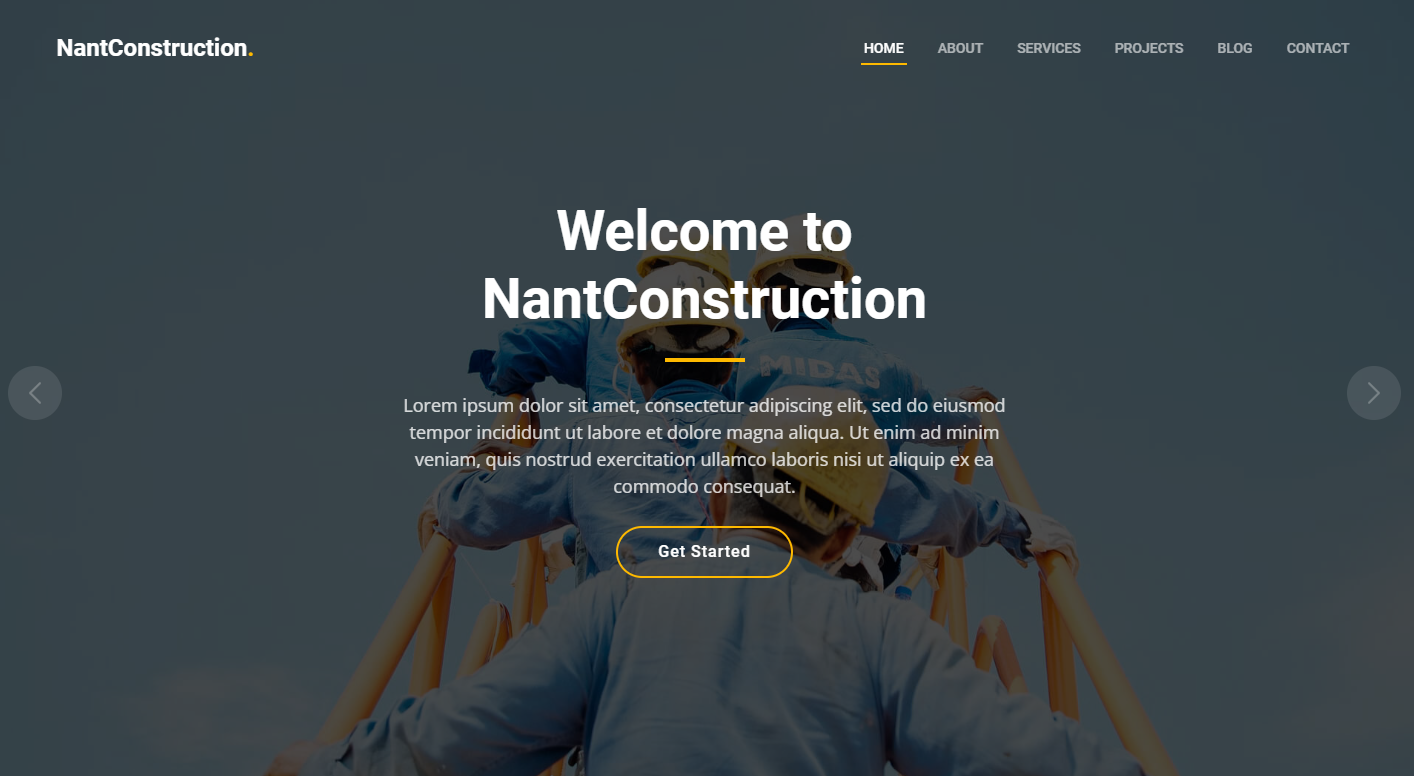 NantConstruction.
HOME ABOUT SERVICES PROJECTS BLOG CONTACT
Welcome to
NantConstruction
MIDAS
Lorem ipsum dolor sit amet, consectetur adipiscing elit, sed do eiusmod
tempor incididunt ut labore et dolore magna aliqua. Ut enim ad minim
veniam, quis nostrud exercitation ullamco laboris nisi ut aliquip ex ea
commodo consequat.
Get Started